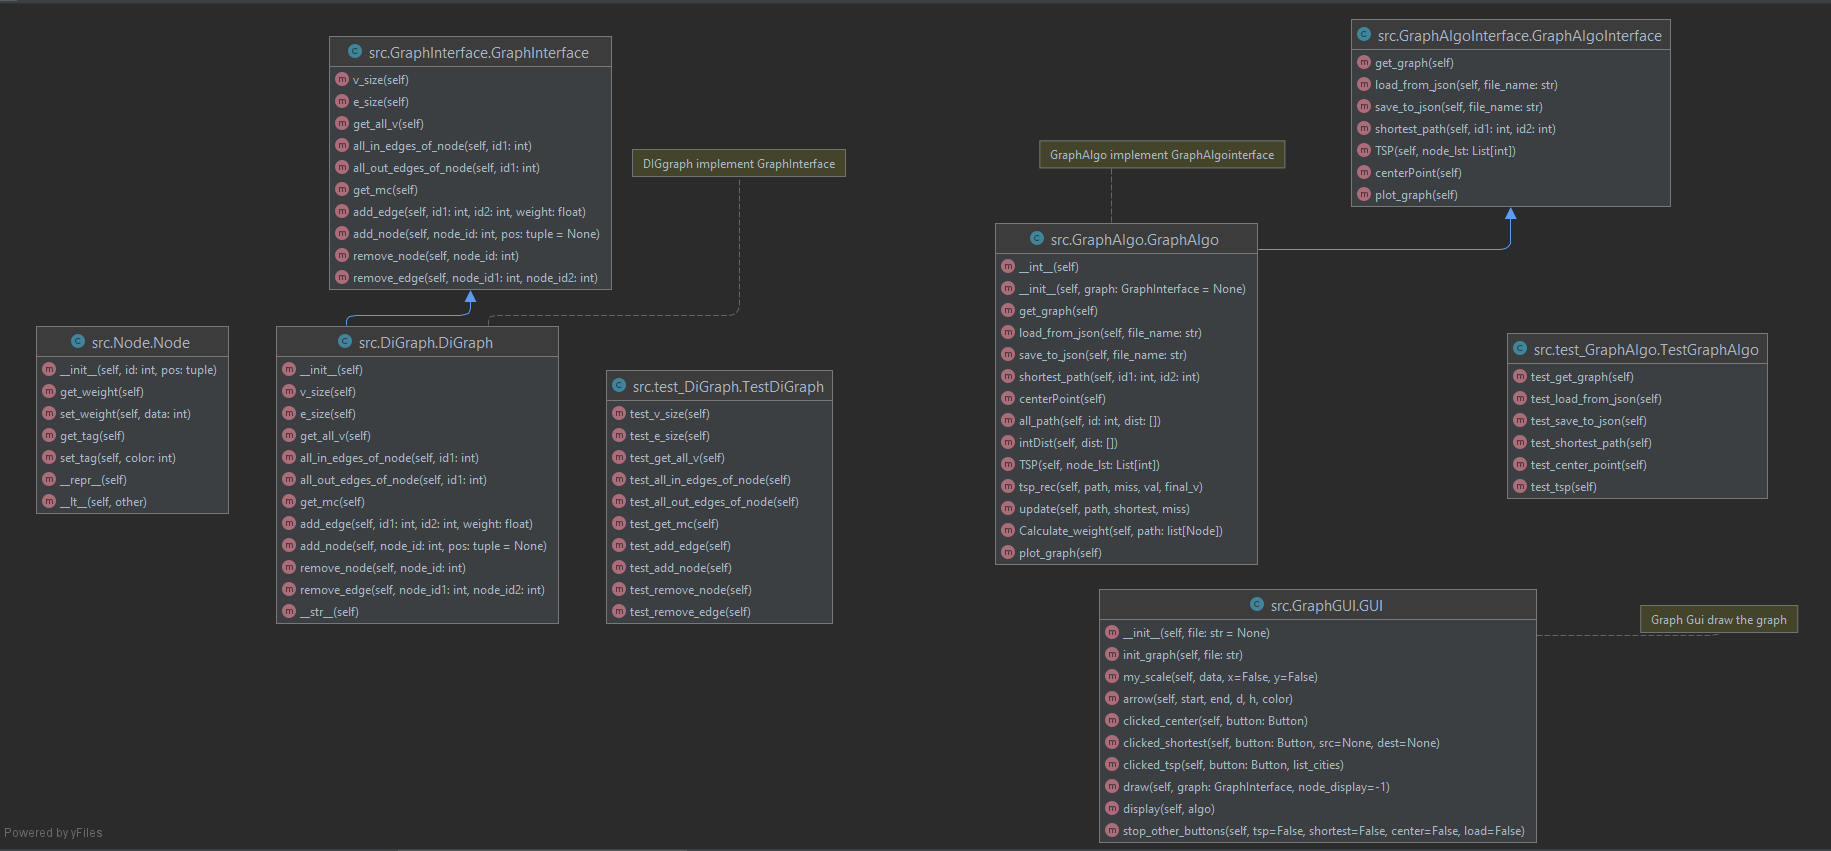 src.GraphInterface.GraphInterface
v_size(self)
e_size(self)
get_all_v(self)
all_in_edges_of_node(self, id1: int)
all_out_edges_of_node(self, id1: int)
get_mc(self)
add_edge(self, id1: int, id2: int, weight: float)
add_node(self, node_id: int, pos: tuple = None)
remove_node(self, node_id: int)
remove_edge(self, node_id1: int, node_id2: int)
DIGgraph implement GraphInterface
GraphAlgo implement GraphAlgointerface
src.GraphAlgoInterface.GraphAlgoInterface
get_graph(self)
load_from_json(self, file_name: str)
save_to_json(self, file_name: str)
shortest_path(self, id1: int, id2: int)
TSP(self, node_lst: List[int])
centerPoint(self)
plot_graph(self)
src.Node.Node
__init__(self, id: int, pos: tuple)
get_weight(self)
set_weight(self, data: int)
get_tag(self)
set_tag(self, color: int)
__repr__(self)
__lt__(self, other)
src.DiGraph.DiGraph
__init__(self)
v_size(self)
e_size(self)
get_all_v(self)
all_in_edges_of_node(self, id1: int)
all_out_edges_of_node(self, id1: int)
get_mc(self)
add_edge(self, id1: int, id2: int, weight: float)
add_node(self, node_id: int, pos: tuple = None)
remove_node(self, node_id: int)
remove_edge(self, node_id1: int, node_id2: int)
__str__(self)
src.test_DiGraph.TestDiGraph
test_v_size(self)
test_e_size(self)
test_get_all_v(self)
test_all_in_edges_of_node(self)
test_all_out_edges_of_node(self)
test_get_mc(self)
test_add_edge(self)
test_add_node(self)
test_remove_node(self)
test_remove_edge(self)
src.GraphAlgo.GraphAlgo
__int__(self)
__init__(self, graph: GraphInterface = None)
get_graph(self)
load_from_json(self, file_name: str)
save_to_json(self, file_name: str)
shortest_path(self, id1: int, id2: int)
centerPoint(self)
all_path(self, id: int, dist: [])
intDist(self, dist: [])
TSP(self, node_lst: List[int])
tsp_rec(self, path, miss, val, final_v)
update(self, path, shortest, miss)
Calculate_weight(self, path: list[Node])
plot_graph(self)
src.test_GraphAlgo.TestGraphAlgo
test_get_graph(self)
test_load_from_json(self)
test_save_to_json(self)
test_shortest_path(self)
test_center_point(self)
test_tsp(self)
src.GraphGUI.GUI
__init__(self, file: str = None)
init_graph(self, file: str)
my_scale(self, data, x=False, y=False)
arrow(self, start, end, d, h, color)
clicked_center(self, button: Button)
clicked_shortest(self, button: Button, src=None, dest=None)
clicked_tsp(self, button: Button, list_cities)
draw(self, graph: GraphInterface, node_display=-1)
display(self, algo)
stop_other_buttons(self, tsp=False, shortest=False, center=False, load=False)
Graph Gui draw the graph
Powered by yFiles